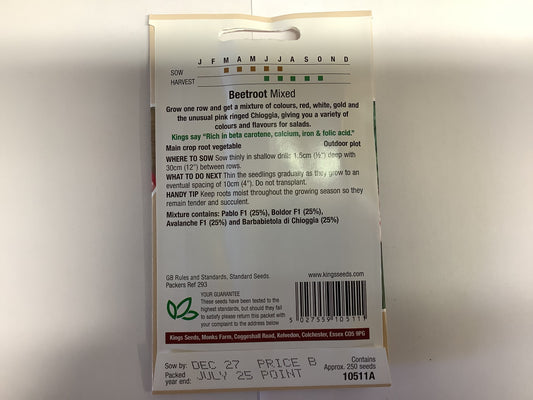 J F M A M J J A S O N D
SOW
HARVEST
Beetroot Mixed
Grow one row and get a mixture of colours, red, white, gold and
the unusual pink ringed Chioggia, giving you a variety of
colours and flavours for salads.
Kings say "Rich in beta carotene, calcium, iron & folic acid."
Main crop root vegetable Outdoor plot
WHERE TO SOW Sow thinly in shallow drills 1.5cm (½") deep with
30cm (12") between rows.
WHAT TO DO NEXT Thin the seedlings gradually as they grow to an
eventual spacing of 10cm (4"). Do not transplant.
HANDY TIP Keep roots moist throughout the growing season so they
remain tender and succulent.
Mixture contains: Pablo F1 (25%), Boldor F1 (25%),
Avalanche F1 (25%) and Barbabietola di Chioggia (25%)
GB Rules and Standards, Standard Seeds.
Packers Ref 293
www.kingsseeds.com
YOUR GUARANTEE
These seeds have been tested to the
highest standards, but should they fail
to satisfy please return this packet with
your complaint to the address below
5 027559 105111
Kings Seeds, Monks Farm, Coggeshall Road, Kelvedon, Colchester, Essex CO5 9PG
Sow by: DEC 27 PRICE B
Packed
year end: JULY 25 POINT
Contains
Approx. 250 seeds
10511A